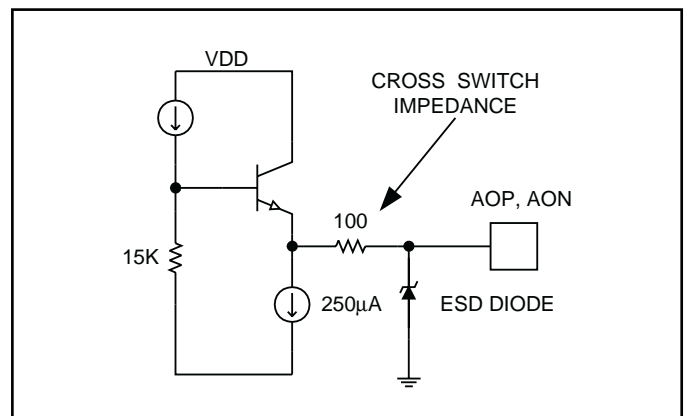 VDD
CROSS SWITCH
IMPEDANCE
AOP, AON
100
15K
250μA
ESD DIODE